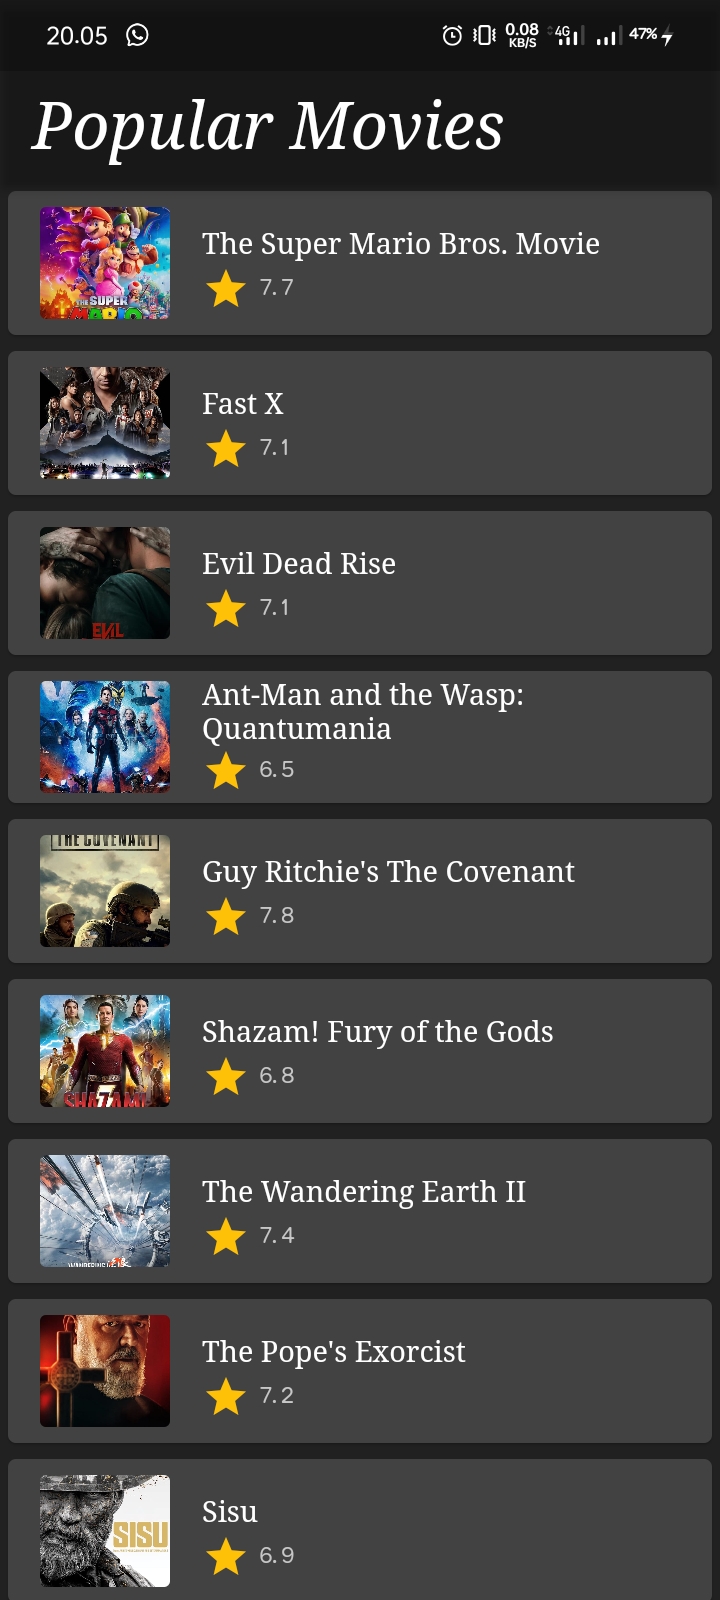 20.05
0.08
KB/S
4G
47%
Popular Movies
THE SUPER
MARIO
The Super Mario Bros. Movie
7.7
Fast X
7.1
EVIL
Evil Dead Rise
7.1
Ant-Man and the Wasp:
Quantumania
6.5
THE COVENANT
Guy Ritchie's The Covenant
7.8
SHAZAM!
Shazam! Fury of the Gods
6.8
The Wandering Earth II
7.4
The Pope's Exorcist
7.2
SISU
Sisu
6.9